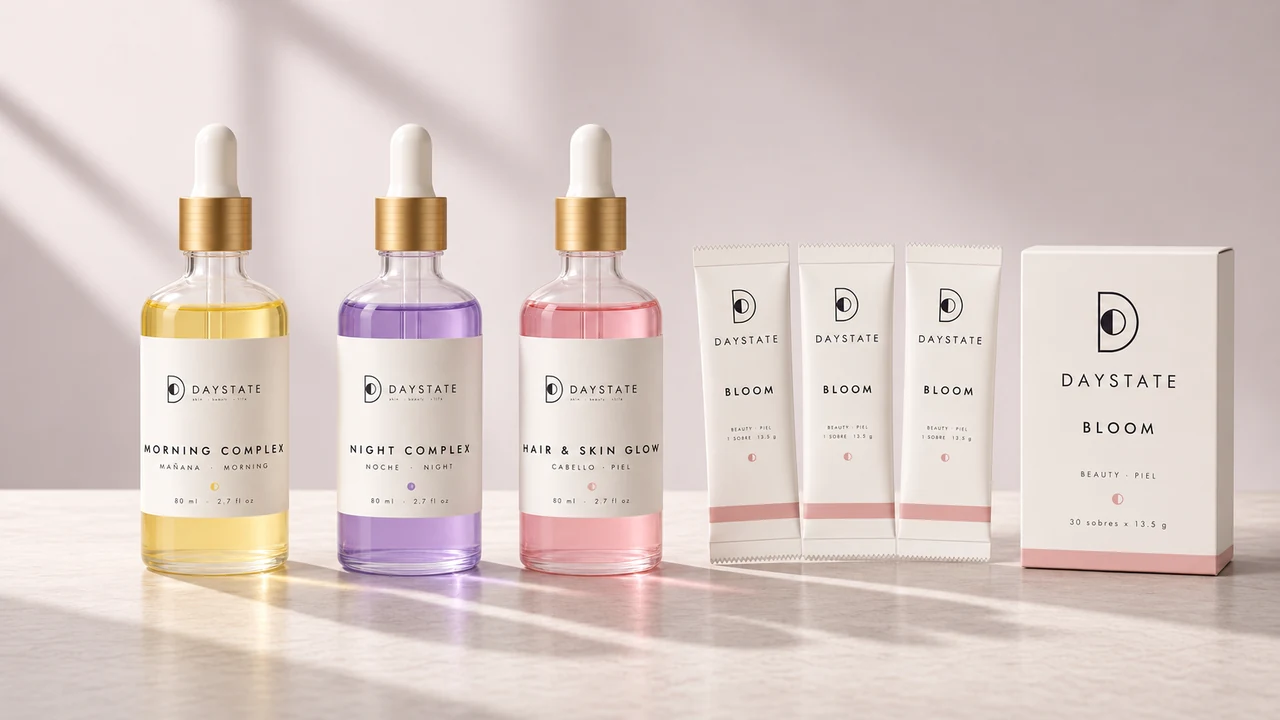 DAYSTATE
skin · beauty · life
MORNING COMPLEX
MAÑANA · MORNING
80 ml · 2.7 fl oz
DAYSTATE
NIGHT COMPLEX
NOCHE · NIGHT
80 ml · 2.7 fl oz
DAYSTATE
HAIR & SKIN GLOW
CABELLO · PIEL
80 ml · 2.7 fl oz
DAYSTATE
BLOOM
BEAUTY · PIEL
1 SOBRE 13.5 g
DAYSTATE
BLOOM
BEAUTY · PIEL
1 SOBRE 13.5 g
DAYSTATE
BLOOM
BEAUTY · PIEL
1 SOBRE 13.5 g
DAYSTATE
BLOOM
BEAUTY · PIEL
30 sobres x 13.5 g